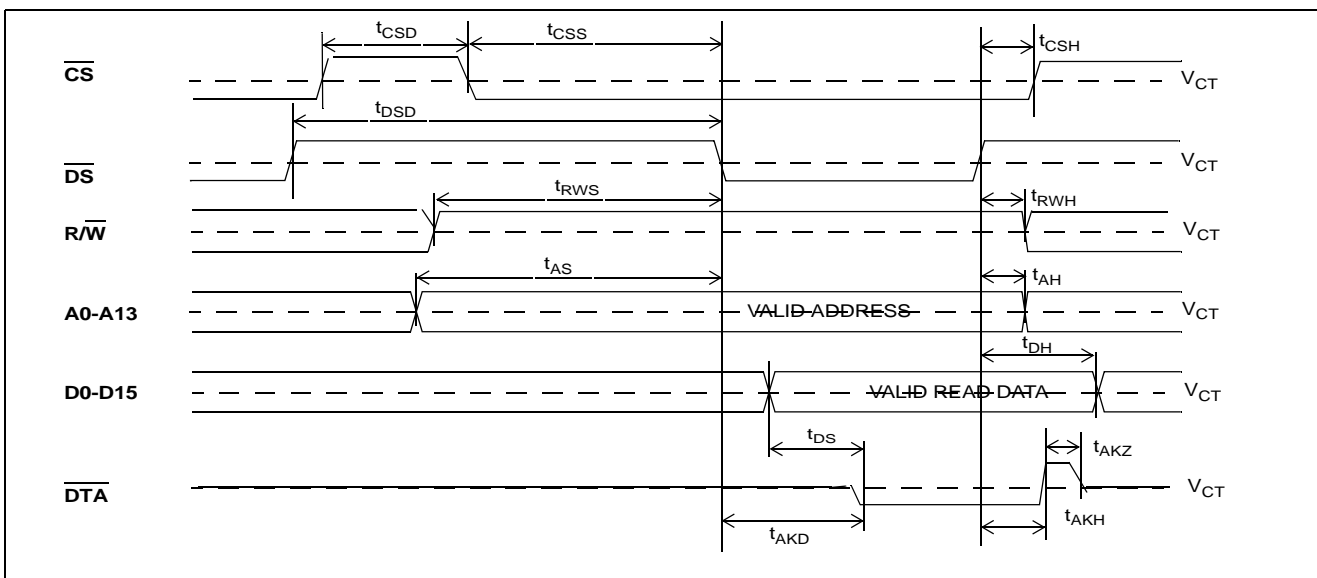 tCSD
tCSS
tCSH
CS
VCT
tDSD
DS
VCT
tRWS
tRWH
R/W
VCT
tAS
tAH
A0-A13
VALID ADDRESS
VCT
tDH
D0-D15
VALID READ DATA
VCT
tDS
tAKZ
DTA
VCT
tAKD
tAKH